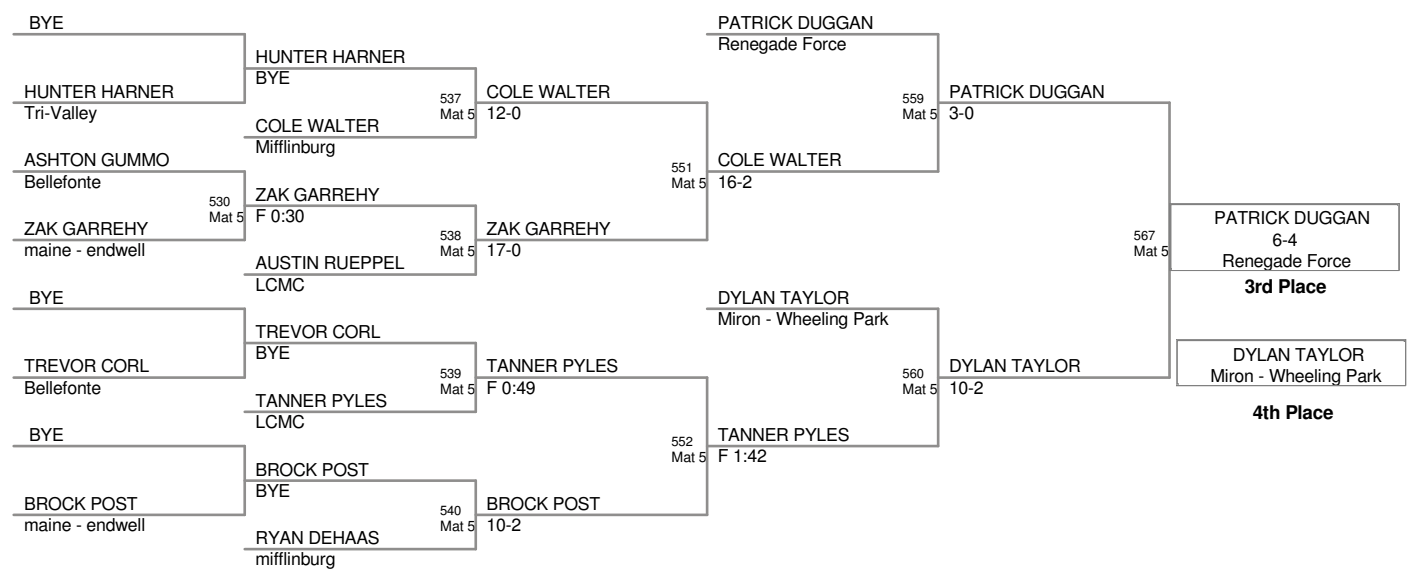 BYE
HUNTER HARNER
Tri-Valley
ASHTON GUMMO
Bellefonte
530
Mat 5
ZAK GARREHY
maine - endwell
BYE
TREVOR CORL
Bellefonte
BYE
BROCK POST
maine - endwell
HUNTER HARNER
BYE
537
Mat 5
COLE WALTER
Mifflinburg
ZAK GARREHY
F 0:30
538
Mat 5
AUSTIN RUEPPEL
LCMC
TREVOR CORL
BYE
539
Mat 5
TANNER PYLES
LCMC
BROCK POST
BYE
540
Mat 5
RYAN DEHAAS
mifflinburg
COLE WALTER
12-0
551
Mat 5
ZAK GARREHY
17-0
TANNER PYLES
F 0:49
552
Mat 5
BROCK POST
10-2
PATRICK DUGGAN
Renegade Force
559
Mat 5
COLE WALTER
16-2
DYLAN TAYLOR
Miron - Wheeling Park
560
Mat 5
TANNER PYLES
F 1:42
PATRICK DUGGAN
3-0
567
Mat 5
DYLAN TAYLOR
10-2
PATRICK DUGGAN
6-4
Renegade Force
3rd Place
DYLAN TAYLOR
Miron - Wheeling Park
4th Place